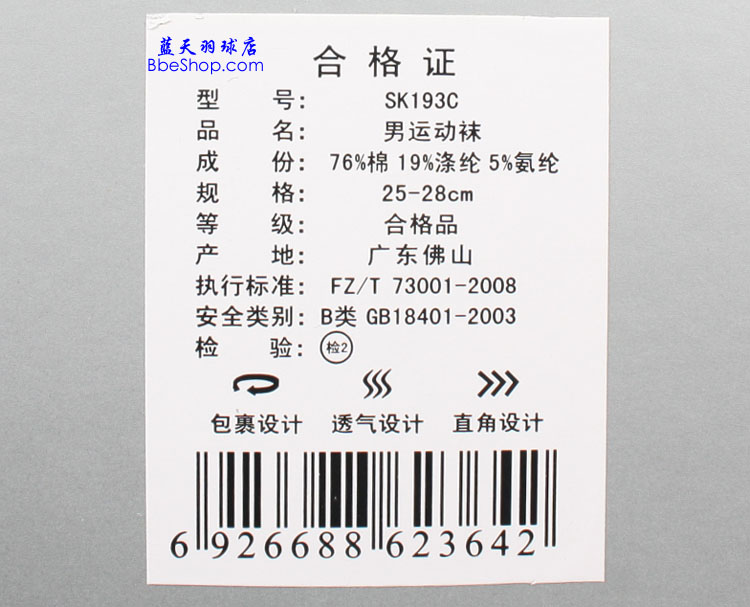 蓝天羽球店
BbeShop.com
合格证
型号: SK193C
品名: 男运动袜
成份: 76%棉 19%涤纶 5%氨纶
规格: 25-28cm
等级: 合格品
产地: 广东佛山
执行标准: FZ/T 73001-2008
安全类别: B类 GB18401-2003
检验: 检2
包裹设计 透气设计 直角设计
6 926688 623642